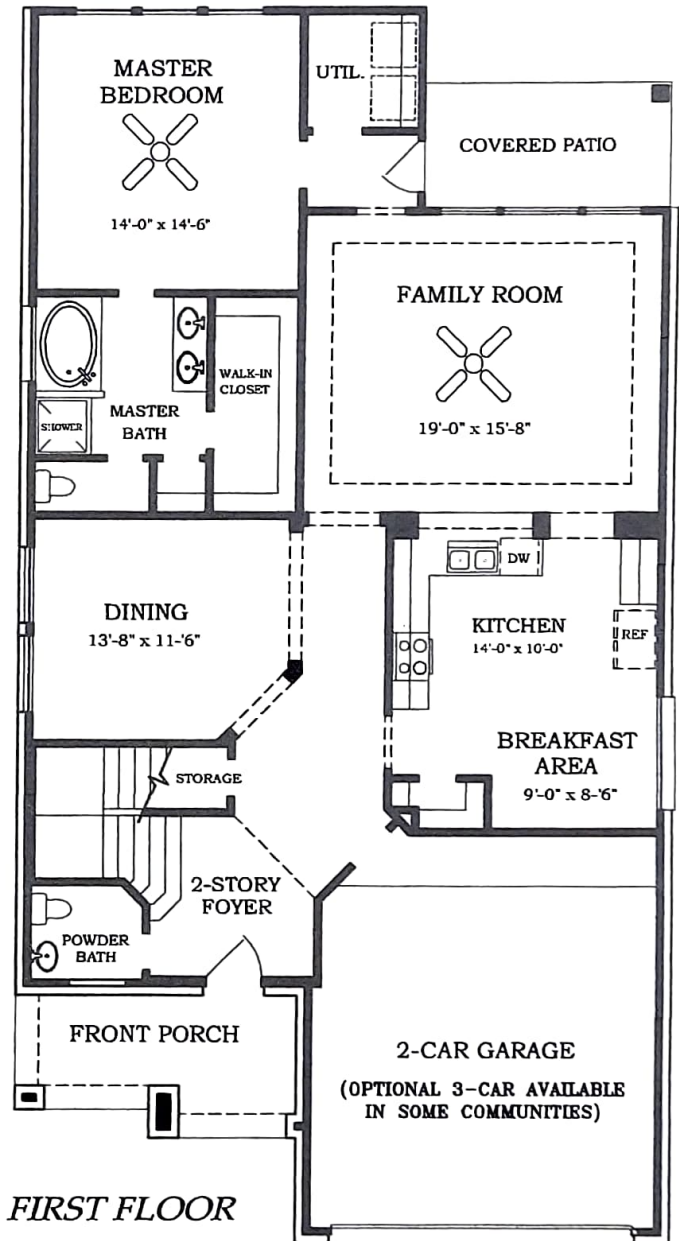 MASTER
BEDROOM
14'-0" x 14'-6"
UTIL.
COVERED PATIO
FAMILY ROOM
19'-0" x 15'-8"
WALK-IN
CLOSET
MASTER
BATH
SHOWER
DINING
13'-8" x 11'-6"
DW
KITCHEN
14'-0" x 10'-0"
REF
BREAKFAST
AREA
9'-0" x 8-'6"
STORAGE
2-STORY
FOYER
POWDER
BATH
FRONT PORCH
2-CAR GARAGE
(OPTIONAL 3-CAR AVAILABLE
IN SOME COMMUNITIES)
FIRST FLOOR